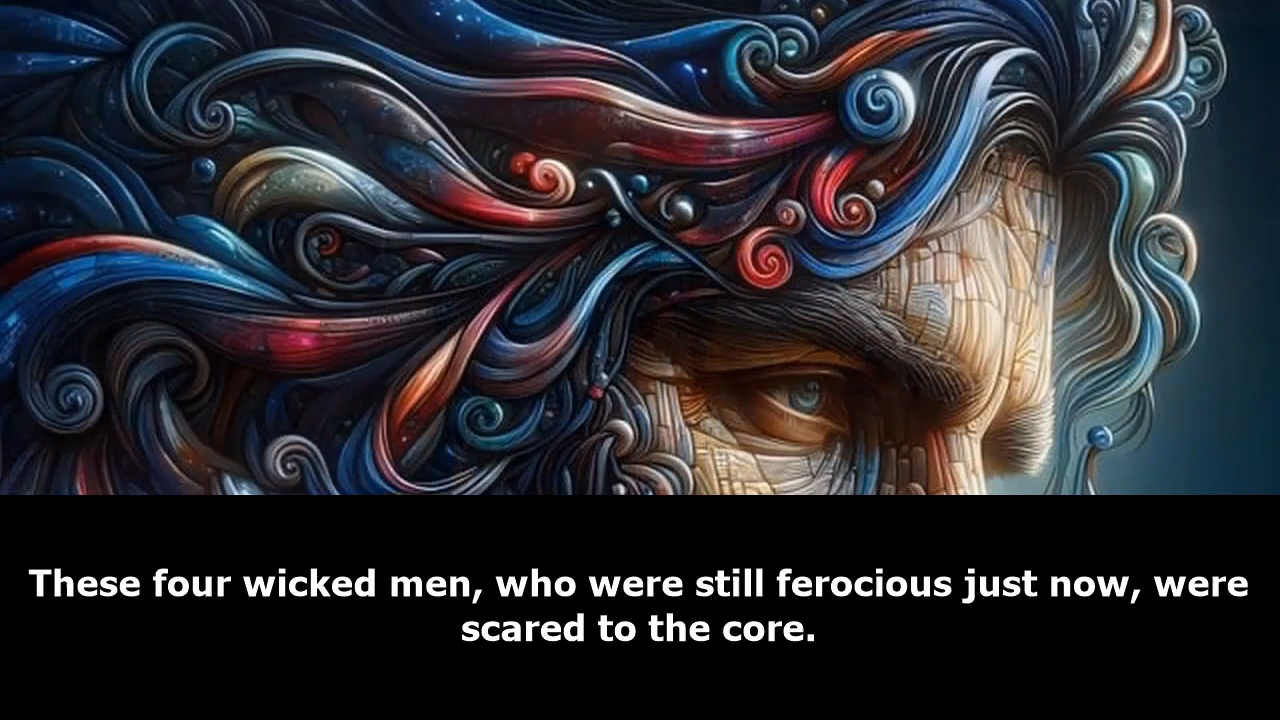 These four wicked men, who were still ferocious just now, were
scared to the core.